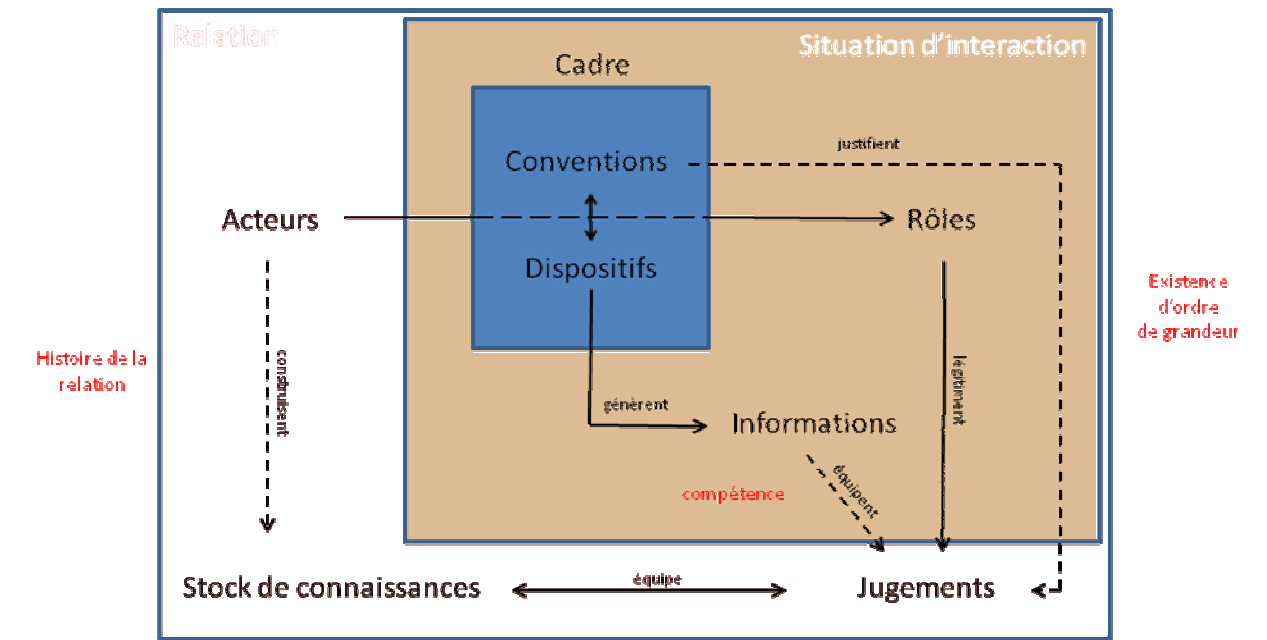 Relation
Situation d'interaction
Cadre
Conventions
justifient
Acteurs
Rôles
Dispositifs
Existence
d'ordre
de grandeur
Histoire de la
relation
construisent
légitiment
génèrent
Informations
compétence
équipent
Stock de connaissances
équipe
Jugements